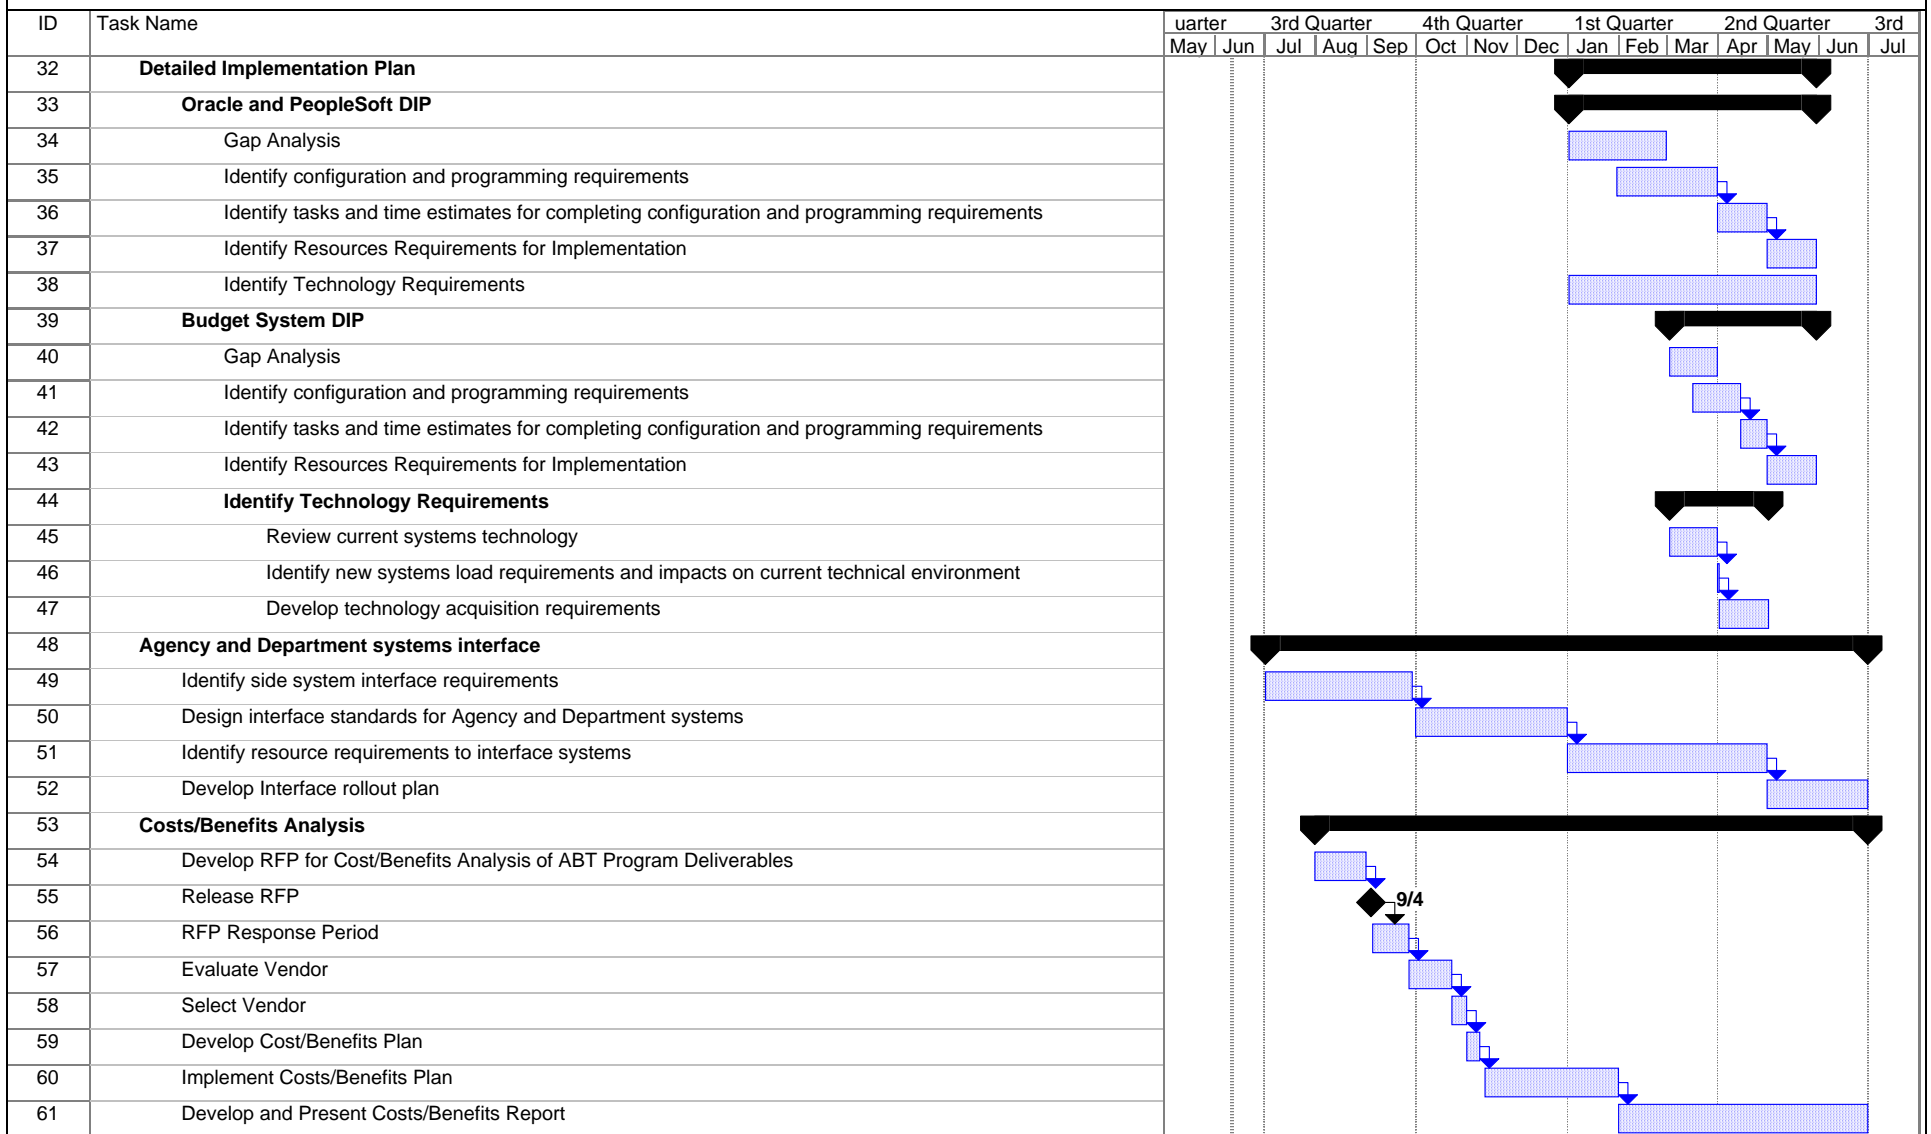 ID Task Name uarter 3rd Quarter 4th Quarter 1st Quarter 2nd Quarter 3rd
May Jun Jul Aug Sep Oct Nov Dec Jan Feb Mar Apr May Jun Jul
32 Detailed Implementation Plan
33 Oracle and PeopleSoft DIP
34 Gap Analysis
35 Identify configuration and programming requirements
36 Identify tasks and time estimates for completing configuration and programming requirements
37 Identify Resources Requirements for Implementation
38 Identify Technology Requirements
39 Budget System DIP
40 Gap Analysis
41 Identify configuration and programming requirements
42 Identify tasks and time estimates for completing configuration and programming requirements
43 Identify Resources Requirements for Implementation
44 Identify Technology Requirements
45 Review current systems technology
46 Identify new systems load requirements and impacts on current technical environment
47 Develop technology acquisition requirements
48 Agency and Department systems interface
49 Identify side system interface requirements
50 Design interface standards for Agency and Department systems
51 Identify resource requirements to interface systems
52 Develop Interface rollout plan
53 Costs/Benefits Analysis
54 Develop RFP for Cost/Benefits Analysis of ABT Program Deliverables
55 Release RFP 9/4
56 RFP Response Period
57 Evaluate Vendor
58 Select Vendor
59 Develop Cost/Benefits Plan
60 Implement Costs/Benefits Plan
61 Develop and Present Costs/Benefits Report